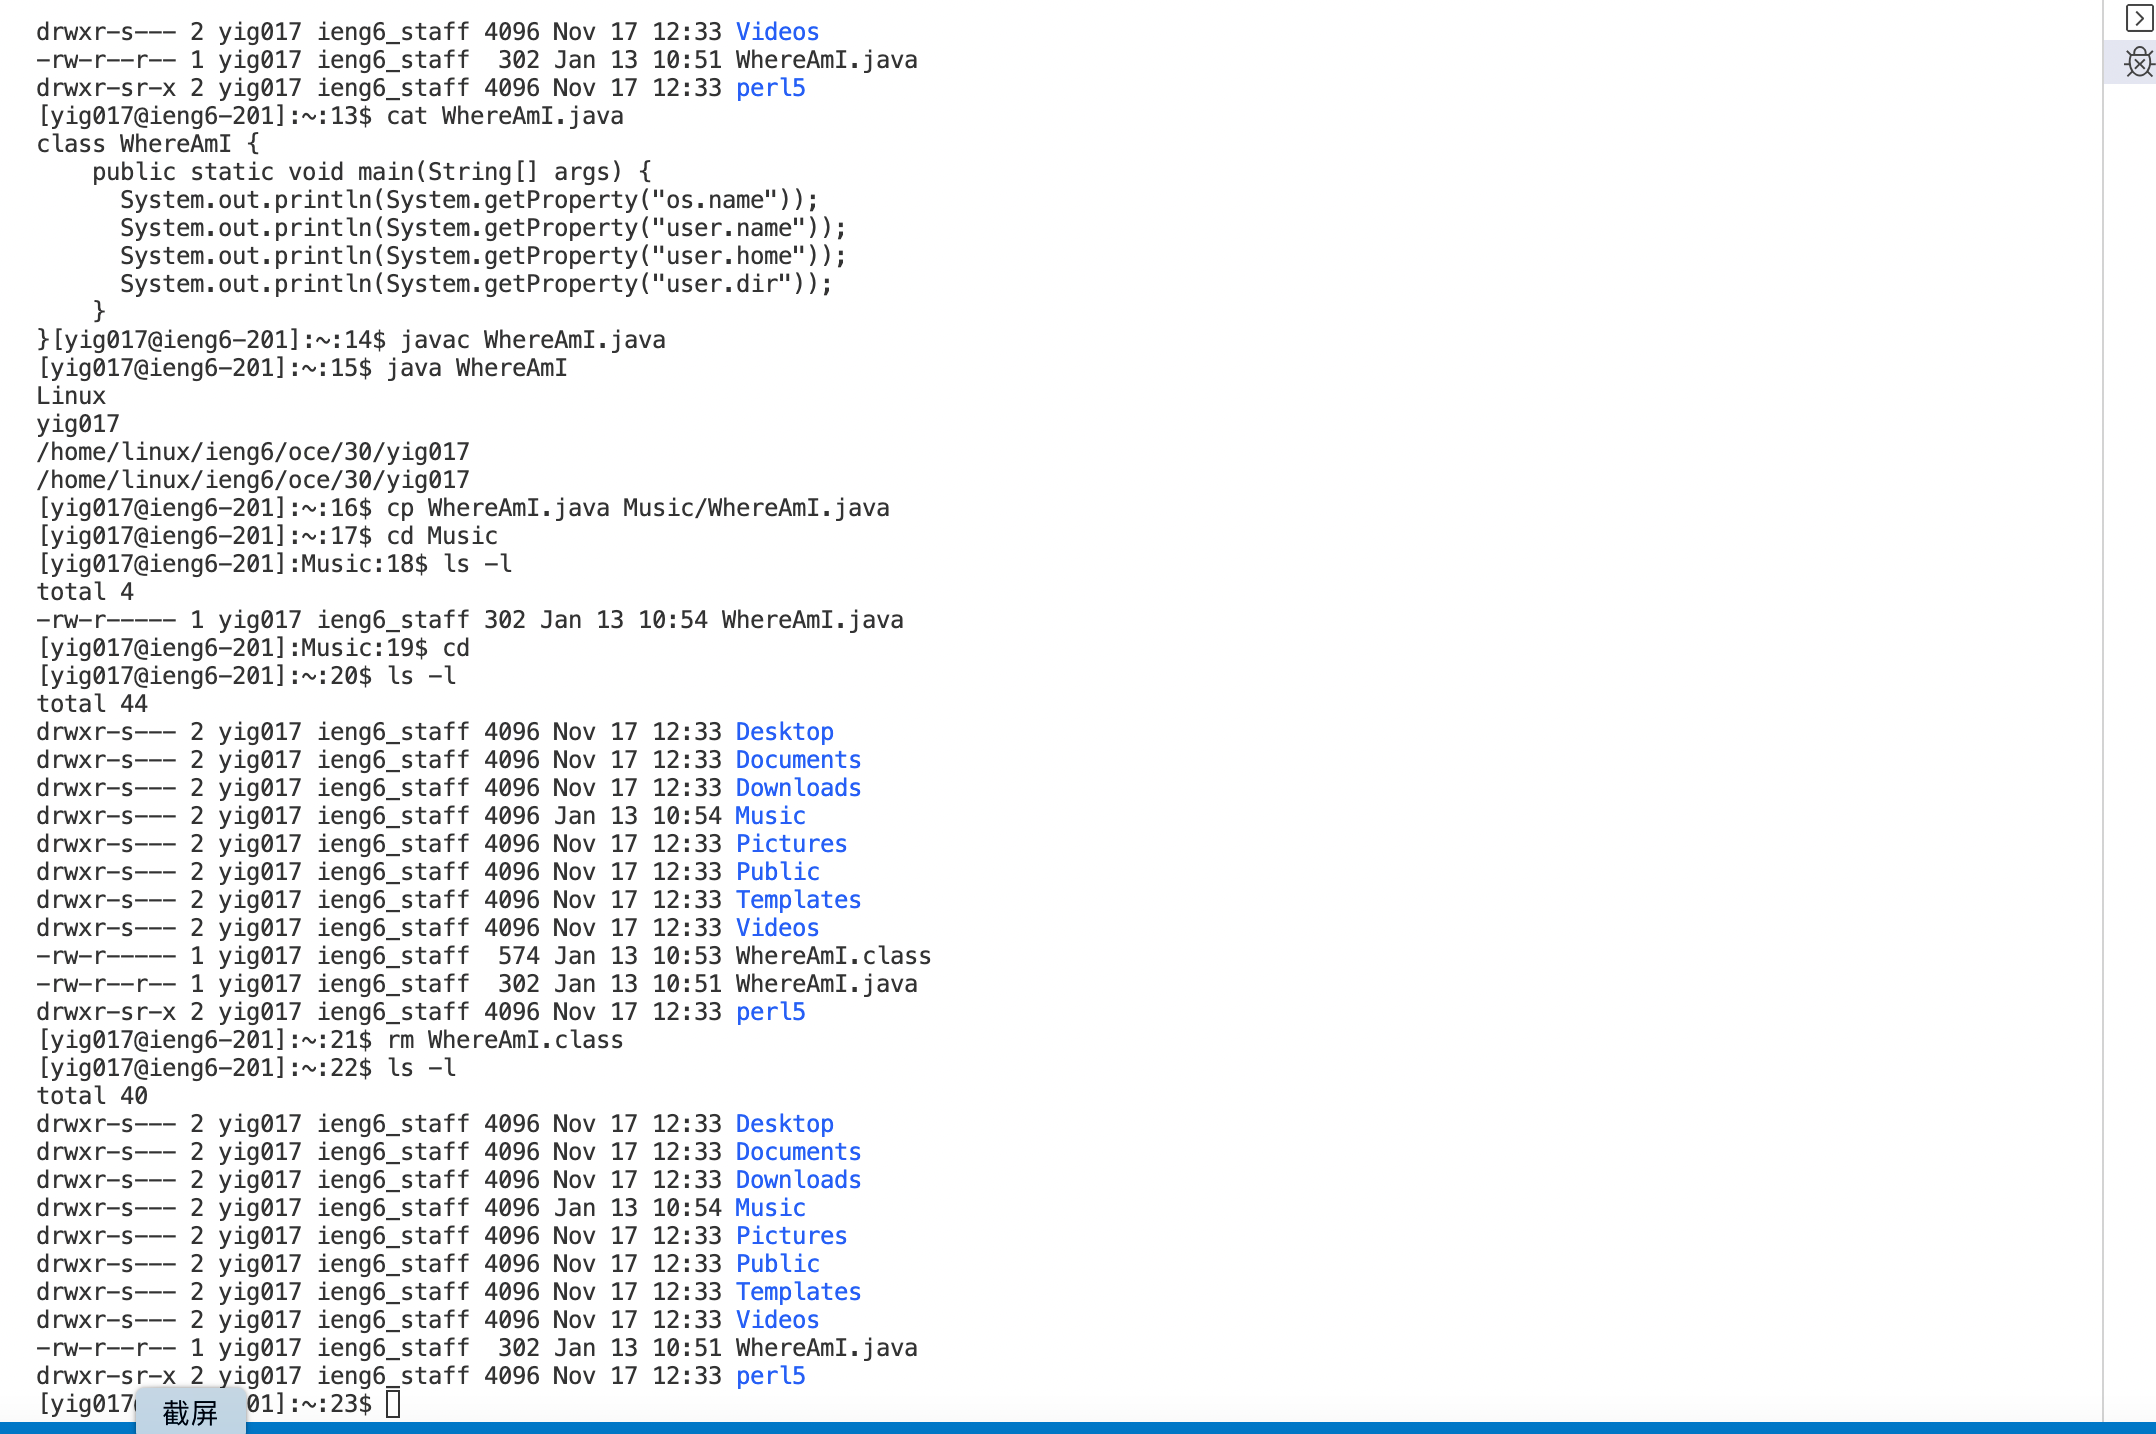 drwxr-s--- 2 yig017 ieng6_staff 4096 Nov 17 12:33 Videos
-rw-r--r-- 1 yig017 ieng6_staff  302 Jan 13 10:51 WhereAmI.java
drwxr-sr-x 2 yig017 ieng6_staff 4096 Nov 17 12:33 perl5
[yig017@ieng6-201]:~:13$ cat WhereAmI.java
class WhereAmI {
    public static void main(String[] args) {
      System.out.println(System.getProperty("os.name"));
      System.out.println(System.getProperty("user.name"));
      System.out.println(System.getProperty("user.home"));
      System.out.println(System.getProperty("user.dir"));
    }
}[yig017@ieng6-201]:~:14$ javac WhereAmI.java
[yig017@ieng6-201]:~:15$ java WhereAmI
Linux
yig017
/home/linux/ieng6/oce/30/yig017
/home/linux/ieng6/oce/30/yig017
[yig017@ieng6-201]:~:16$ cp WhereAmI.java Music/WhereAmI.java
[yig017@ieng6-201]:~:17$ cd Music
[yig017@ieng6-201]:Music:18$ ls -l
total 4
-rw-r----- 1 yig017 ieng6_staff 302 Jan 13 10:54 WhereAmI.java
[yig017@ieng6-201]:Music:19$ cd
[yig017@ieng6-201]:~:20$ ls -l
total 44
drwxr-s--- 2 yig017 ieng6_staff 4096 Nov 17 12:33 Desktop
drwxr-s--- 2 yig017 ieng6_staff 4096 Nov 17 12:33 Documents
drwxr-s--- 2 yig017 ieng6_staff 4096 Nov 17 12:33 Downloads
drwxr-s--- 2 yig017 ieng6_staff 4096 Jan 13 10:54 Music
drwxr-s--- 2 yig017 ieng6_staff 4096 Nov 17 12:33 Pictures
drwxr-s--- 2 yig017 ieng6_staff 4096 Nov 17 12:33 Public
drwxr-s--- 2 yig017 ieng6_staff 4096 Nov 17 12:33 Templates
drwxr-s--- 2 yig017 ieng6_staff 4096 Nov 17 12:33 Videos
-rw-r----- 1 yig017 ieng6_staff  574 Jan 13 10:53 WhereAmI.class
-rw-r--r-- 1 yig017 ieng6_staff  302 Jan 13 10:51 WhereAmI.java
drwxr-sr-x 2 yig017 ieng6_staff 4096 Nov 17 12:33 perl5
[yig017@ieng6-201]:~:21$ rm WhereAmI.class
[yig017@ieng6-201]:~:22$ ls -l
total 40
drwxr-s--- 2 yig017 ieng6_staff 4096 Nov 17 12:33 Desktop
drwxr-s--- 2 yig017 ieng6_staff 4096 Nov 17 12:33 Documents
drwxr-s--- 2 yig017 ieng6_staff 4096 Nov 17 12:33 Downloads
drwxr-s--- 2 yig017 ieng6_staff 4096 Jan 13 10:54 Music
drwxr-s--- 2 yig017 ieng6_staff 4096 Nov 17 12:33 Pictures
drwxr-s--- 2 yig017 ieng6_staff 4096 Nov 17 12:33 Public
drwxr-s--- 2 yig017 ieng6_staff 4096 Nov 17 12:33 Templates
drwxr-s--- 2 yig017 ieng6_staff 4096 Nov 17 12:33 Videos
-rw-r--r-- 1 yig017 ieng6_staff  302 Jan 13 10:51 WhereAmI.java
drwxr-sr-x 2 yig017 ieng6_staff 4096 Nov 17 12:33 perl5
[yig017 01]:~:23$
截屏